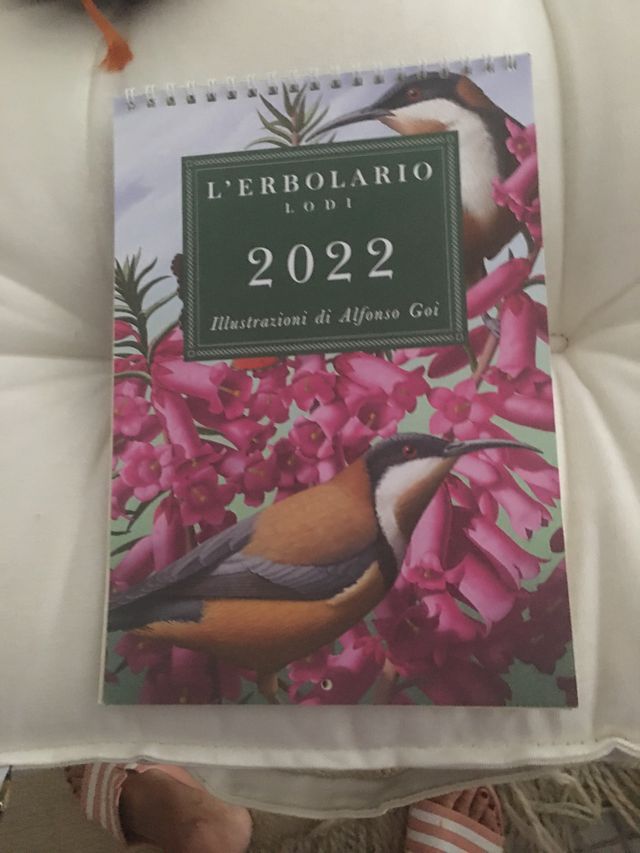 L'ERBOLARIO
LODI
2022
Illustrazioni di Alfonso Goi